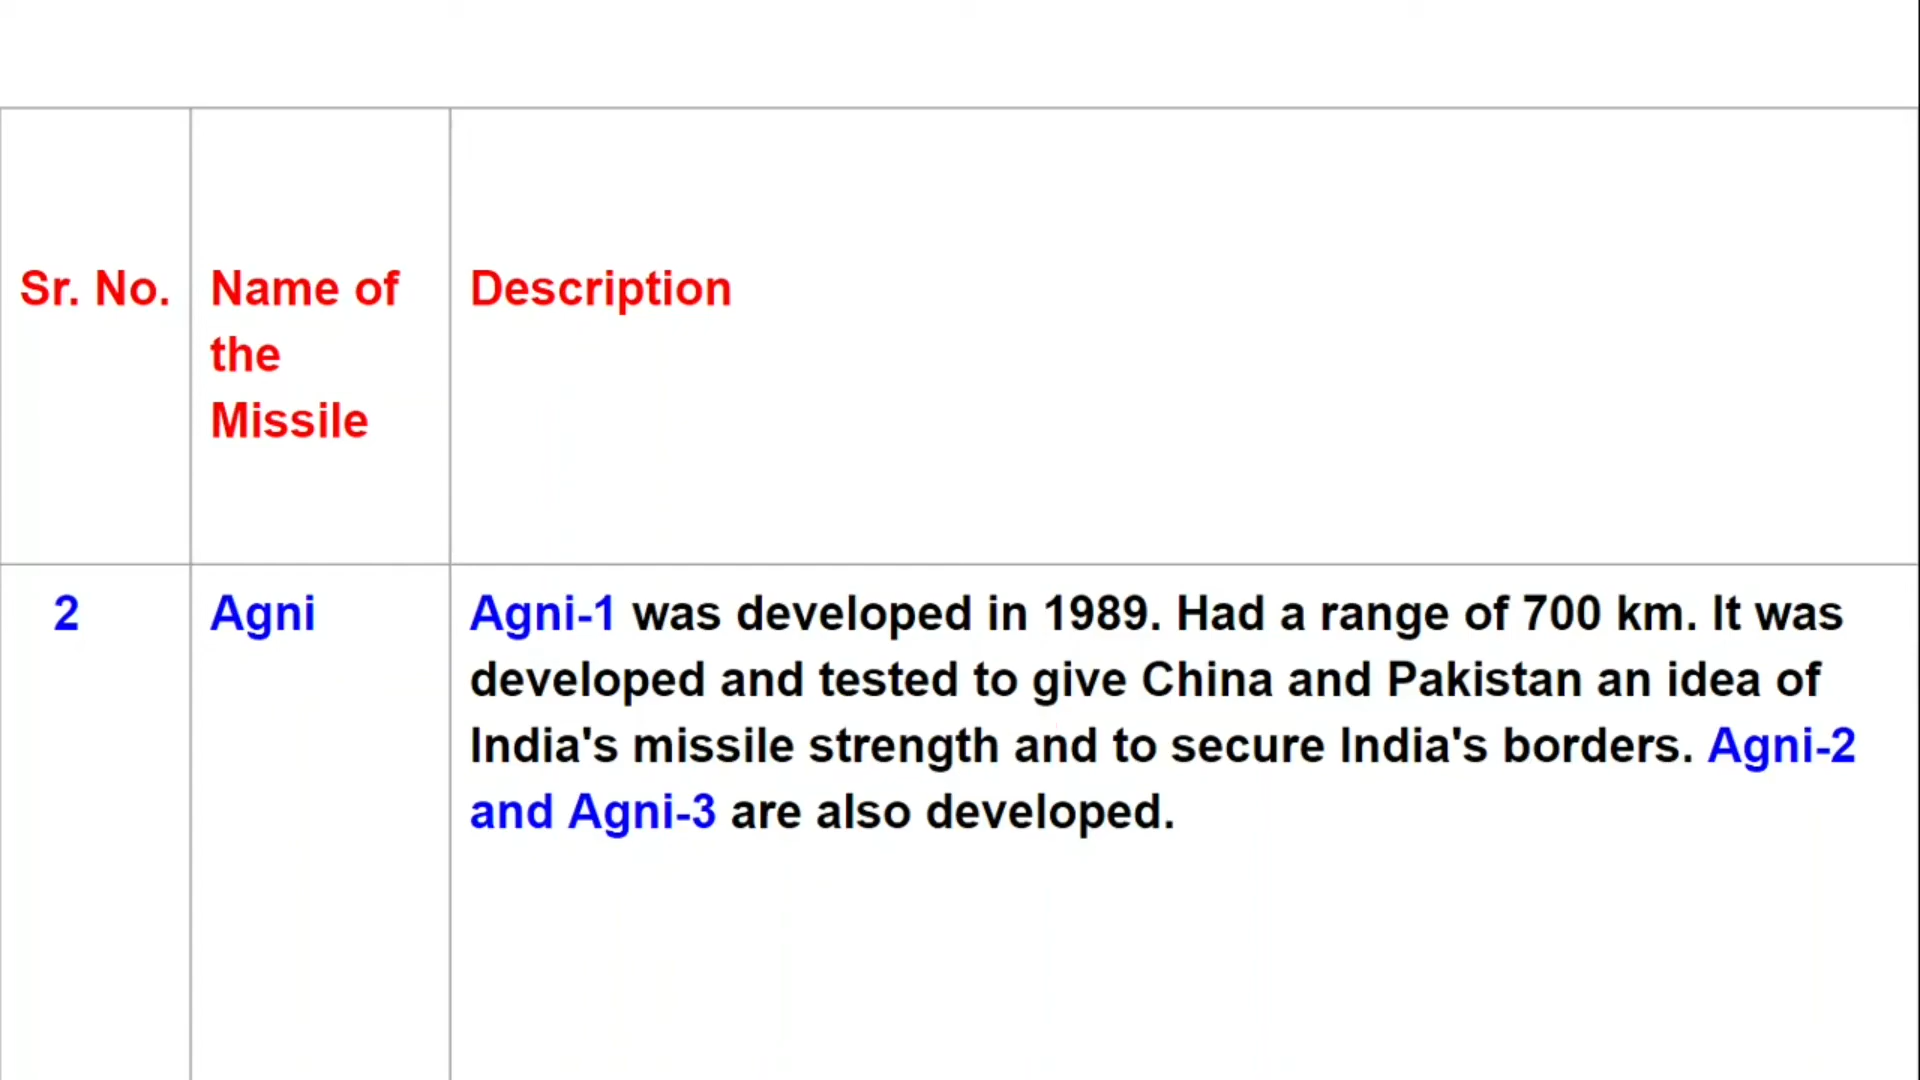 Sr. No. Name of Description
the
Missile
2 Agni Agni-1 was developed in 1989. Had a range of 700 km. It was
developed and tested to give China and Pakistan an idea of
India's missile strength and to secure India's borders. Agni-2
and Agni-3 are also developed.